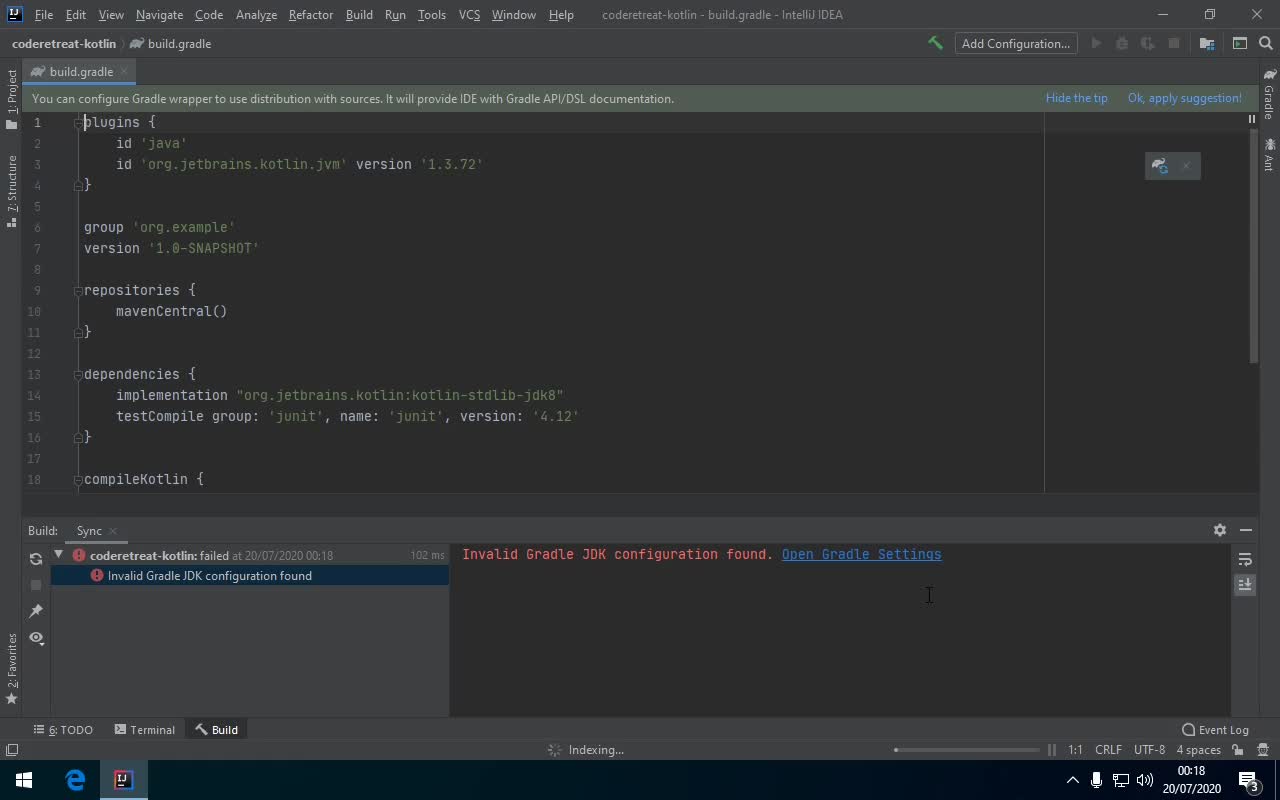 File Edit View Navigate Code Analyze Refactor Build Run Tools VCS Window Help coderetreat-kotlin - build.gradle - IntelliJ IDEA
coderetreat-kotlin build.gradle Add Configuration...
build.gradle
You can configure Gradle wrapper to use distribution with sources. It will provide IDE with Gradle API/DSL documentation. Hide the tip Ok, apply suggestion!
1: Project
7: Structure
2: Favorites
Gradle
Ant
1 plugins {
2 id 'java'
3 id 'org.jetbrains.kotlin.jvm' version '1.3.72'
4 }
5
6 group 'org.example'
7 version '1.0-SNAPSHOT'
8
9 repositories {
10 mavenCentral()
11 }
12
13 dependencies {
14 implementation "org.jetbrains.kotlin:kotlin-stdlib-jdk8"
15 testCompile group: 'junit', name: 'junit', version: '4.12'
16 }
17
18 compileKotlin {
Build: Sync
coderetreat-kotlin: failed at 20/07/2020 00:18 102 ms
Invalid Gradle JDK configuration found
Invalid Gradle JDK configuration found. Open Gradle Settings
6: TODO Terminal Build Event Log
Indexing... 1:1 CRLF UTF-8 4 spaces
00:18
20/07/2020
3